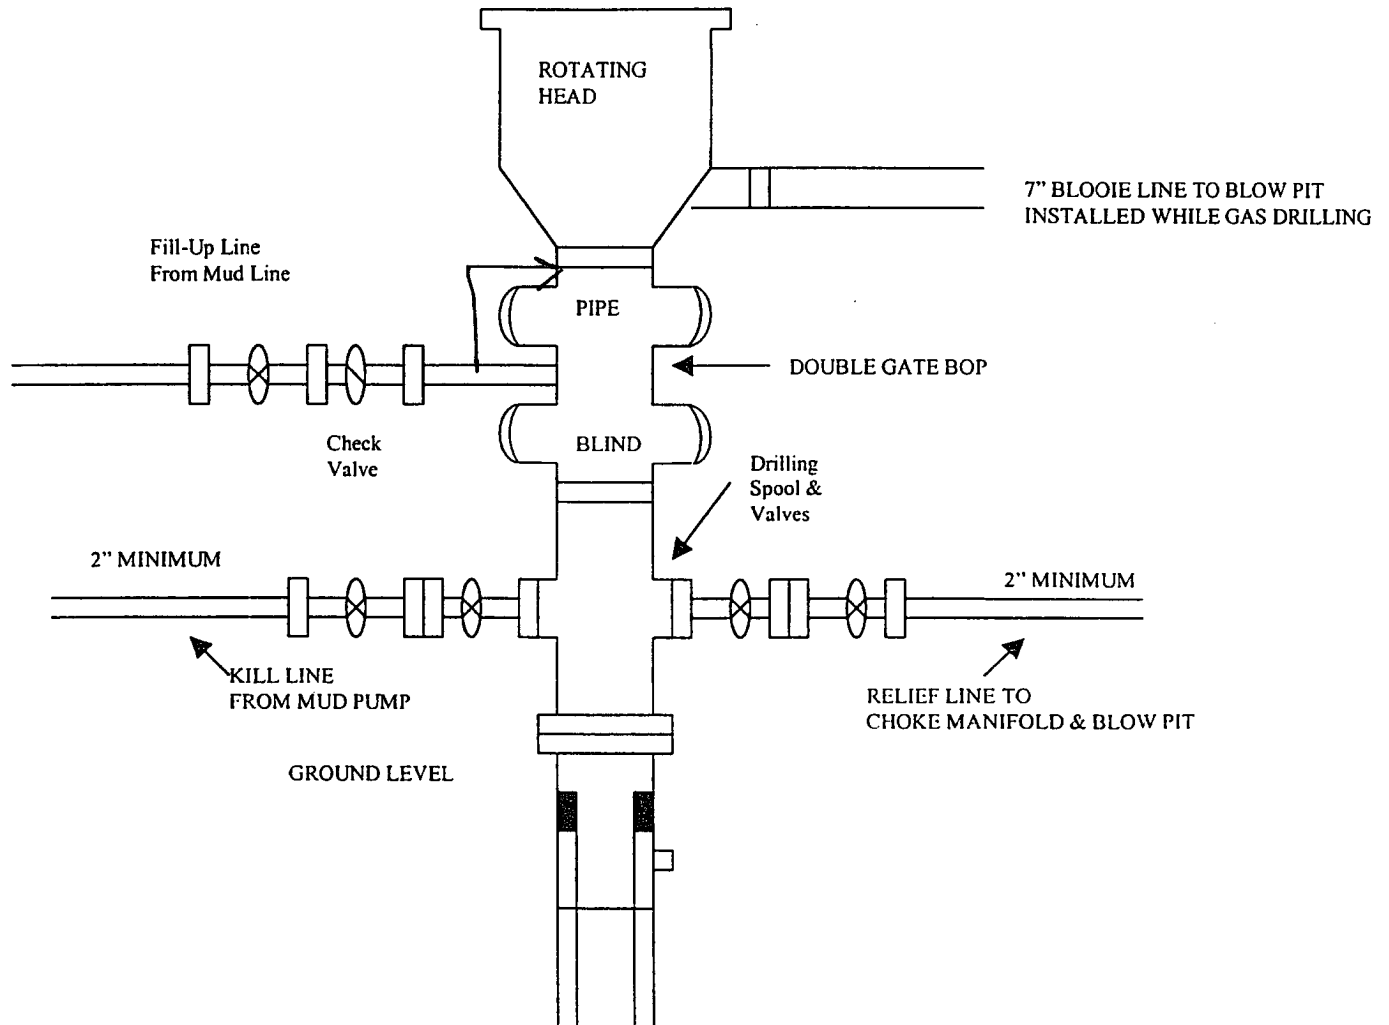 ROTATING
HEAD
7” BLOOIE LINE TO BLOW PIT
INSTALLED WHILE GAS DRILLING
Fill-Up Line
From Mud Line
PIPE
DOUBLE GATE BOP
Check
Valve
BLIND
Drilling
Spool &
Valves
2” MINIMUM
2” MINIMUM
KILL LINE
FROM MUD PUMP
RELIEF LINE TO
CHOKE MANIFOLD & BLOW PIT
GROUND LEVEL